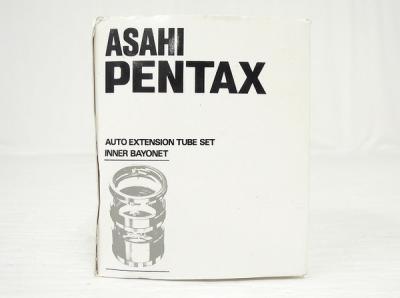 ASAHI
PENTAX
AUTO EXTENSION TUBE SET
INNER BAYONET